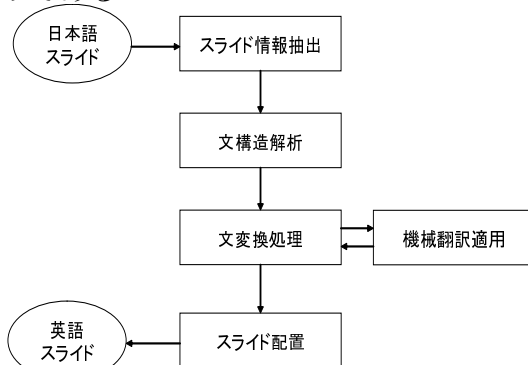 日本語
スライド
スライド情報抽出
文構造解析
文変換処理
機械翻訳適用
英語
スライド
スライド配置